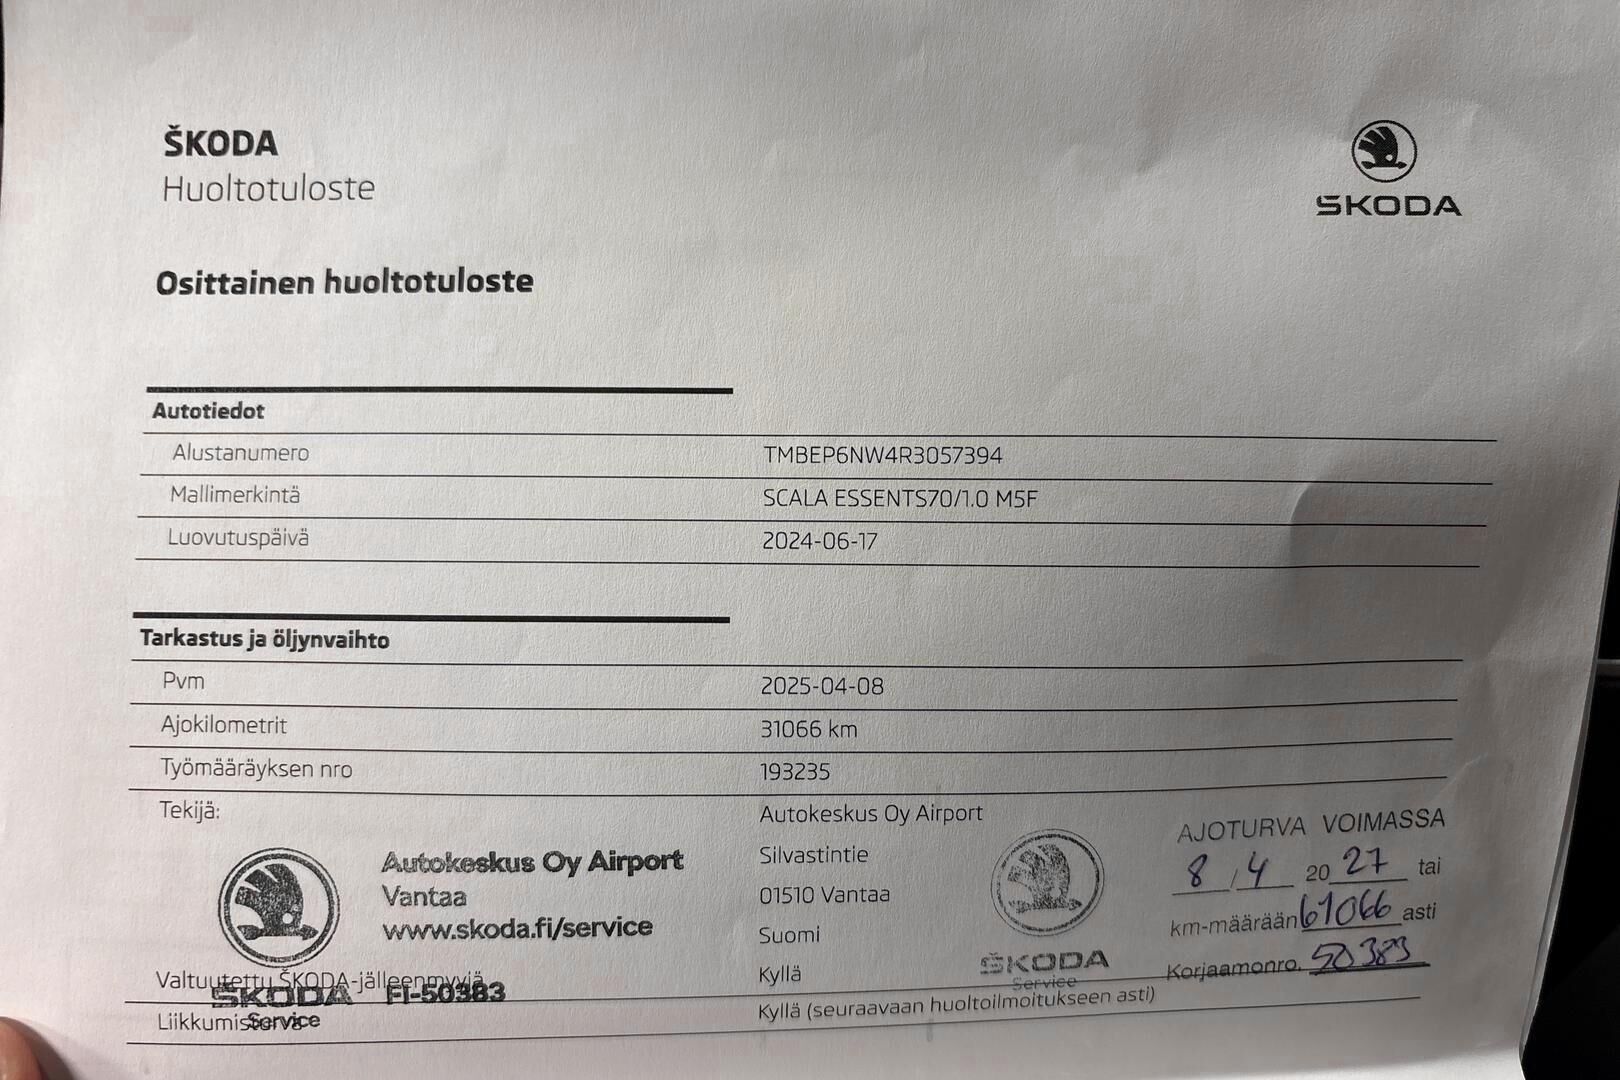 ŠKODA
Huoltotuloste
ŠKODA
Osittainen huoltotuloste
Autotiedot
Alustanumero TMBEP6NW4R3057394
Mallimerkintä SCALA ESSENTS70/1.0 M5F
Luovutuspäivä 2024-06-17
Tarkastus ja öljynvaihto
Pvm 2025-04-08
Ajokilometrit 31066 km
Työmääräyksen nro 193235
Tekijä: Autokeskus Oy Airport
Silvastintie
01510 Vantaa
Suomi
Autokeskus Oy Airport
Vantaa
www.skoda.fi/service
ŠKODA FI-50383
Service
ŠKODA
Service
AJOTURVA VOIMASSA
8 / 4 2027 tai
km-määrään 61066 asti
Korjaamonro. 50383
Valtuutettu ŠKODA-jälleenmyyjä Kyllä
Kyllä (seuraavaan huoltoilmoitukseen asti)